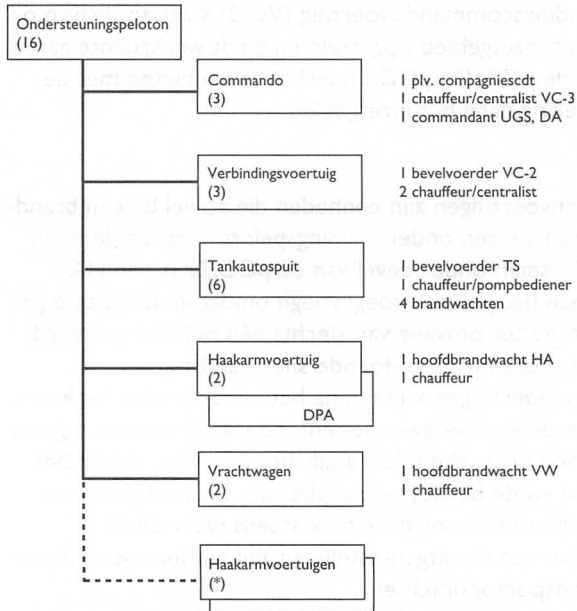 Ondersteuningspeloton
(16)
Commando
(3)
1 plv. compagniescdt
1 chauffeur/centralist VC-3
1 commandant UGS, DA
Verbindingsvoertuig
(3)
1 bevelvoerder VC-2
2 chauffeur/centralist
Tankautospuit
(6)
1 bevelvoerder TS
1 chauffeur/pompbediener
4 brandwachten
Haakarmvoertuig
(2)
DPA
1 hoofdbrandwacht HA
1 chauffeur
Vrachtwagen
(2)
1 hoofdbrandwacht VW
1 chauffeur
Haakarmvoertuigen
(*)